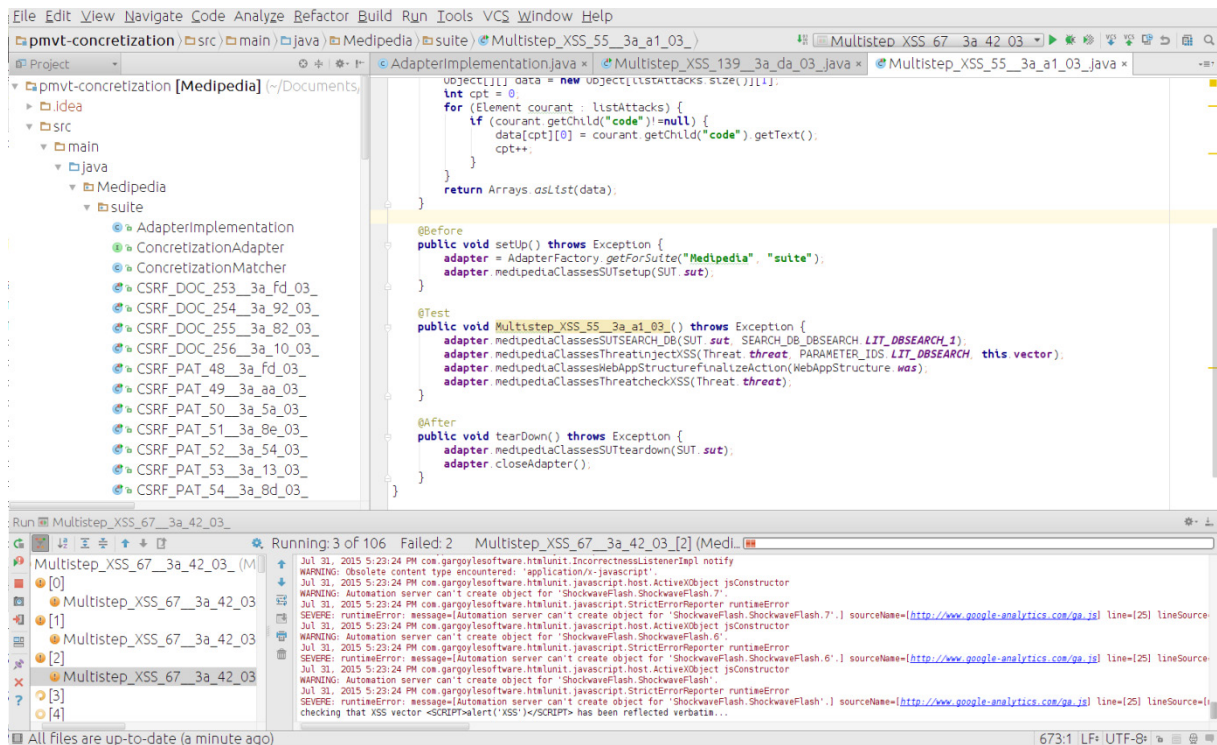 File Edit View Navigate Code Analyze Refactor Build Run Tools VCS Window Help
pmvt-concretization src main java Medipedia suite Multistep_XSS_55__3a_a1_03_ Multistep_XSS_67__3a_42_03_
Project AdapterImplementation.java × Multistep_XSS_139__3a_da_03_.java × Multistep_XSS_55__3a_a1_03_.java ×
pmvt-concretization [Medipedia] (~/Documents,
.idea
src
main
java
Medipedia
suite
AdapterImplementation
ConcretizationAdapter
ConcretizationMatcher
CSRF_DOC_253__3a_fd_03_
CSRF_DOC_254__3a_92_03_
CSRF_DOC_255__3a_82_03_
CSRF_DOC_256__3a_10_03_
CSRF_PAT_48__3a_fd_03_
CSRF_PAT_49__3a_aa_03_
CSRF_PAT_50__3a_5a_03_
CSRF_PAT_51__3a_8e_03_
CSRF_PAT_52__3a_54_03_
CSRF_PAT_53__3a_13_03_
CSRF_PAT_54__3a_8d_03_
Object[][] data = new Object[listAttacks.size()][1];
int cpt = 0;
for (Element courant : listAttacks) {
if (courant.getChild("code")!=null) {
data[cpt][0] = courant.getChild("code").getText();
cpt++;
}
}
return Arrays.asList(data);
}
@Before
public void setUp() throws Exception {
adapter = AdapterFactory.getForSuite("Medipedia", "suite");
adapter.medipediaClassesSUTsetup(SUT.sut);
}
@Test
public void Multistep_XSS_55__3a_a1_03_() throws Exception {
adapter.medipediaClassesSUTSEARCH_DB(SUT.sut, SEARCH_DB_DBSEARCH.LIT_DBSEARCH_1);
adapter.medipediaClassesThreatinjectXSS(Threat.threat, PARAMETER_IDS.LIT_DBSEARCH, this.vector);
adapter.medipediaClassesWebAppStructurefinalizeAction(WebAppStructure.was);
adapter.medipediaClassesThreatcheckXSS(Threat.threat);
}
@After
public void tearDown() throws Exception {
adapter.medipediaClassesSUTteardown(SUT.sut);
adapter.closeAdapter();
}
}
Run Multistep_XSS_67__3a_42_03_
Running: 3 of 106 Failed: 2 Multistep_XSS_67__3a_42_03_[2] (Medi...
Multistep_XSS_67__3a_42_03_ (M
[0]
Multistep_XSS_67__3a_42_03
[1]
Multistep_XSS_67__3a_42_03
[2]
Multistep_XSS_67__3a_42_03
[3]
[4]
Jul 31, 2015 5:23:24 PM com.gargoylesoftware.htmlunit.IncorrectnessListenerImpl notify
WARNING: Obsolete content type encountered: 'application/x-javascript'.
Jul 31, 2015 5:23:24 PM com.gargoylesoftware.htmlunit.javascript.host.ActiveXObject jsConstructor
WARNING: Automation server can't create object for 'ShockwaveFlash.ShockwaveFlash.7'.
Jul 31, 2015 5:23:24 PM com.gargoylesoftware.htmlunit.javascript.StrictErrorReporter runtimeError
SEVERE: runtimeError: message=[Automation server can't create object for 'ShockwaveFlash.ShockwaveFlash.7'.] sourceName=[http://www.google-analytics.com/ga.js] line=[25] lineSource
Jul 31, 2015 5:23:24 PM com.gargoylesoftware.htmlunit.javascript.host.ActiveXObject jsConstructor
WARNING: Automation server can't create object for 'ShockwaveFlash.ShockwaveFlash.6'.
Jul 31, 2015 5:23:24 PM com.gargoylesoftware.htmlunit.javascript.StrictErrorReporter runtimeError
SEVERE: runtimeError: message=[Automation server can't create object for 'ShockwaveFlash.ShockwaveFlash.6'.] sourceName=[http://www.google-analytics.com/ga.js] line=[25] lineSource
Jul 31, 2015 5:23:24 PM com.gargoylesoftware.htmlunit.javascript.host.ActiveXObject jsConstructor
WARNING: Automation server can't create object for 'ShockwaveFlash.ShockwaveFlash'.
Jul 31, 2015 5:23:24 PM com.gargoylesoftware.htmlunit.javascript.StrictErrorReporter runtimeError
SEVERE: runtimeError: message=[Automation server can't create object for 'ShockwaveFlash.ShockwaveFlash'.] sourceName=[http://www.google-analytics.com/ga.js] line=[25] lineSource=[
checking that XSS vector <SCRIPT>alert('XSS')</SCRIPT> has been reflected verbatim...
All files are up-to-date (a minute ago) 673:1 LF UTF-8